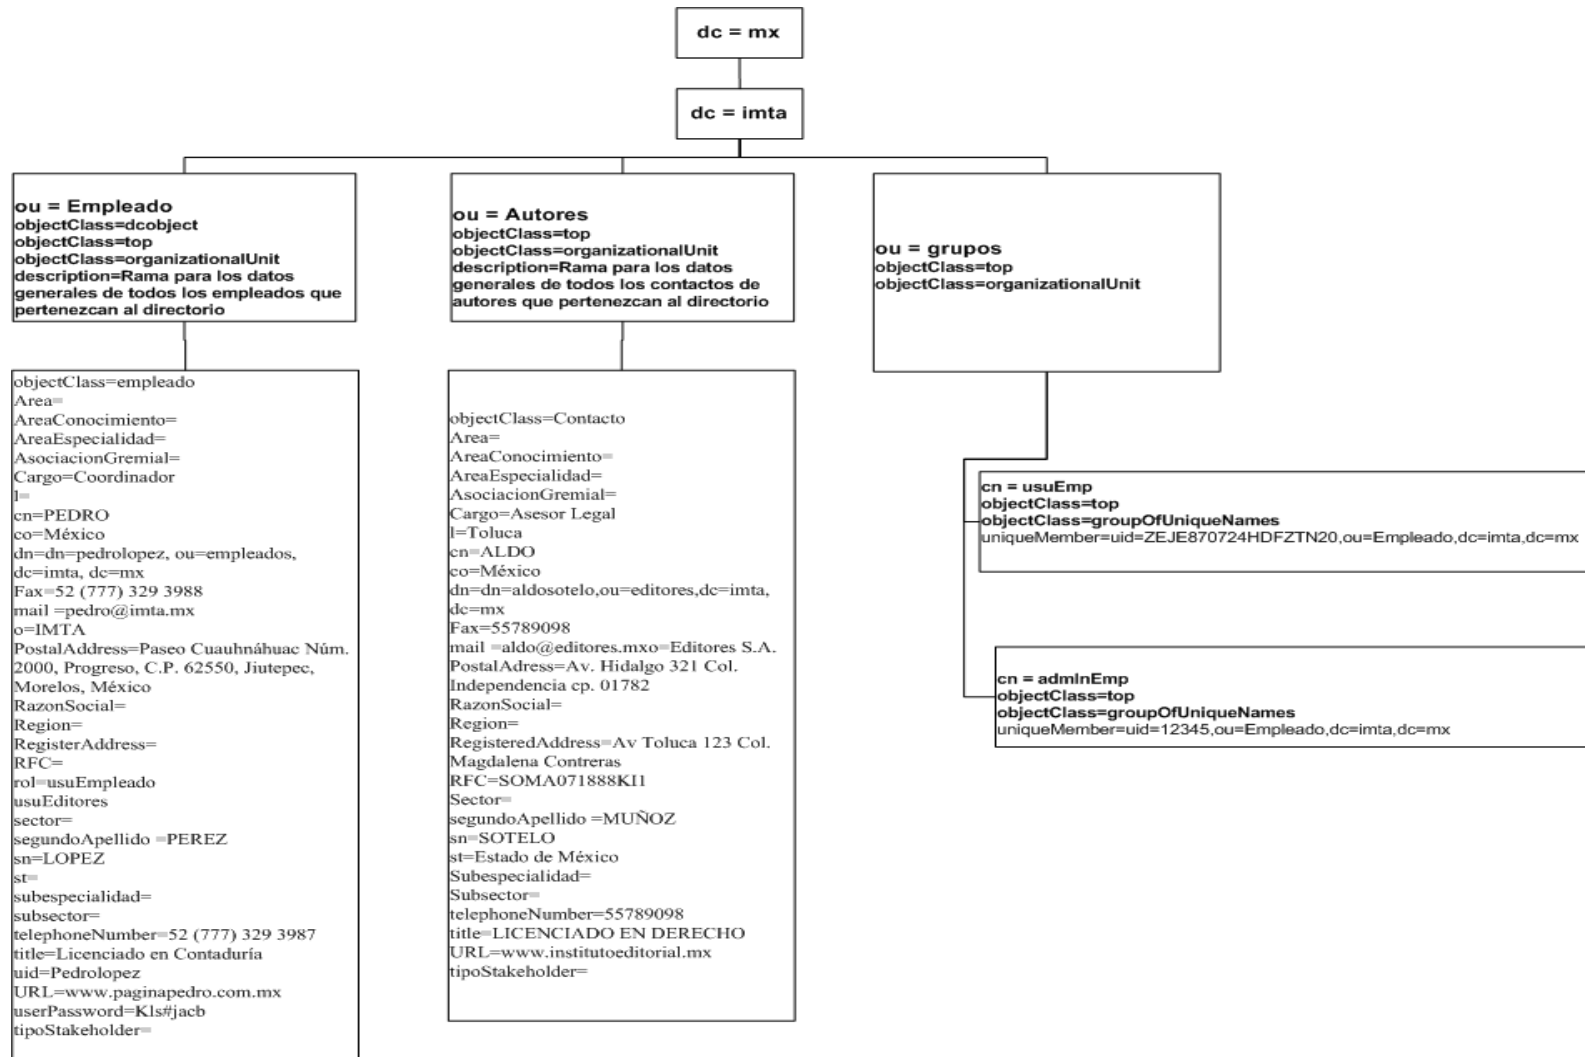 dc = mx
dc = imta
ou = Empleado
objectClass=dcobject
objectClass=top
objectClass=organizationalUnit
description=Rama para los datos
generales de todos los empleados que
pertenezcan al directorio
ou = Autores
objectClass=top
objectClass=organizationalUnit
description=Rama para los datos
generales de todos los contactos de
autores que pertenezcan al directorio
ou = grupos
objectClass=top
objectClass=organizationalUnit
objectClass=empleado
Area=
AreaConocimiento=
AreaEspecialidad=
AsociacionGremial=
Cargo=Coordinador
l=
cn=PEDRO
co=México
dn=dn=pedrolopez, ou=empleados,
dc=imta, dc=mx
Fax=52 (777) 329 3988
mail =pedro@imta.mx
o=IMTA
PostalAddress=Paseo Cuauhnáhuac Núm.
2000, Progreso, C.P. 62550, Jiutepec,
Morelos, México
RazonSocial=
Region=
RegisterAddress=
RFC=
rol=usuEmpleado
usuEditores
sector=
segundoApellido =PEREZ
sn=LOPEZ
st=
subespecialidad=
subsector=
telephoneNumber=52 (777) 329 3987
title=Licenciado en Contaduría
uid=Pedrolopez
URL=www.paginapedro.com.mx
userPassword=Kls#jacb
tipoStakeholder=
objectClass=Contacto
Area=
AreaConocimiento=
AreaEspecialidad=
AsociacionGremial=
Cargo=Asesor Legal
l=Toluca
cn=ALDO
co=México
dn=dn=aldosotelo,ou=editores,dc=imta,
dc=mx
Fax=55789098
mail =aldo@editores.mxo=Editores S.A.
PostalAdress=Av. Hidalgo 321 Col.
Independencia cp. 01782
RazonSocial=
Region=
RegisteredAddress=Av Toluca 123 Col.
Magdalena Contreras
RFC=SOMA071888KI1
Sector=
segundoApellido =MUÑOZ
sn=SOTELO
st=Estado de México
Subespecialidad=
Subsector=
telephoneNumber=55789098
title=LICENCIADO EN DERECHO
URL=www.institutoeditorial.mx
tipoStakeholder=
cn = usuEmp
objectClass=top
objectClass=groupOfUniqueNames
uniqueMember=uid=ZEJE870724HDFZTN20,ou=Empleado,dc=imta,dc=mx
cn = admInEmp
objectClass=top
objectClass=groupOfUniqueNames
uniqueMember=uid=12345,ou=Empleado,dc=imta,dc=mx